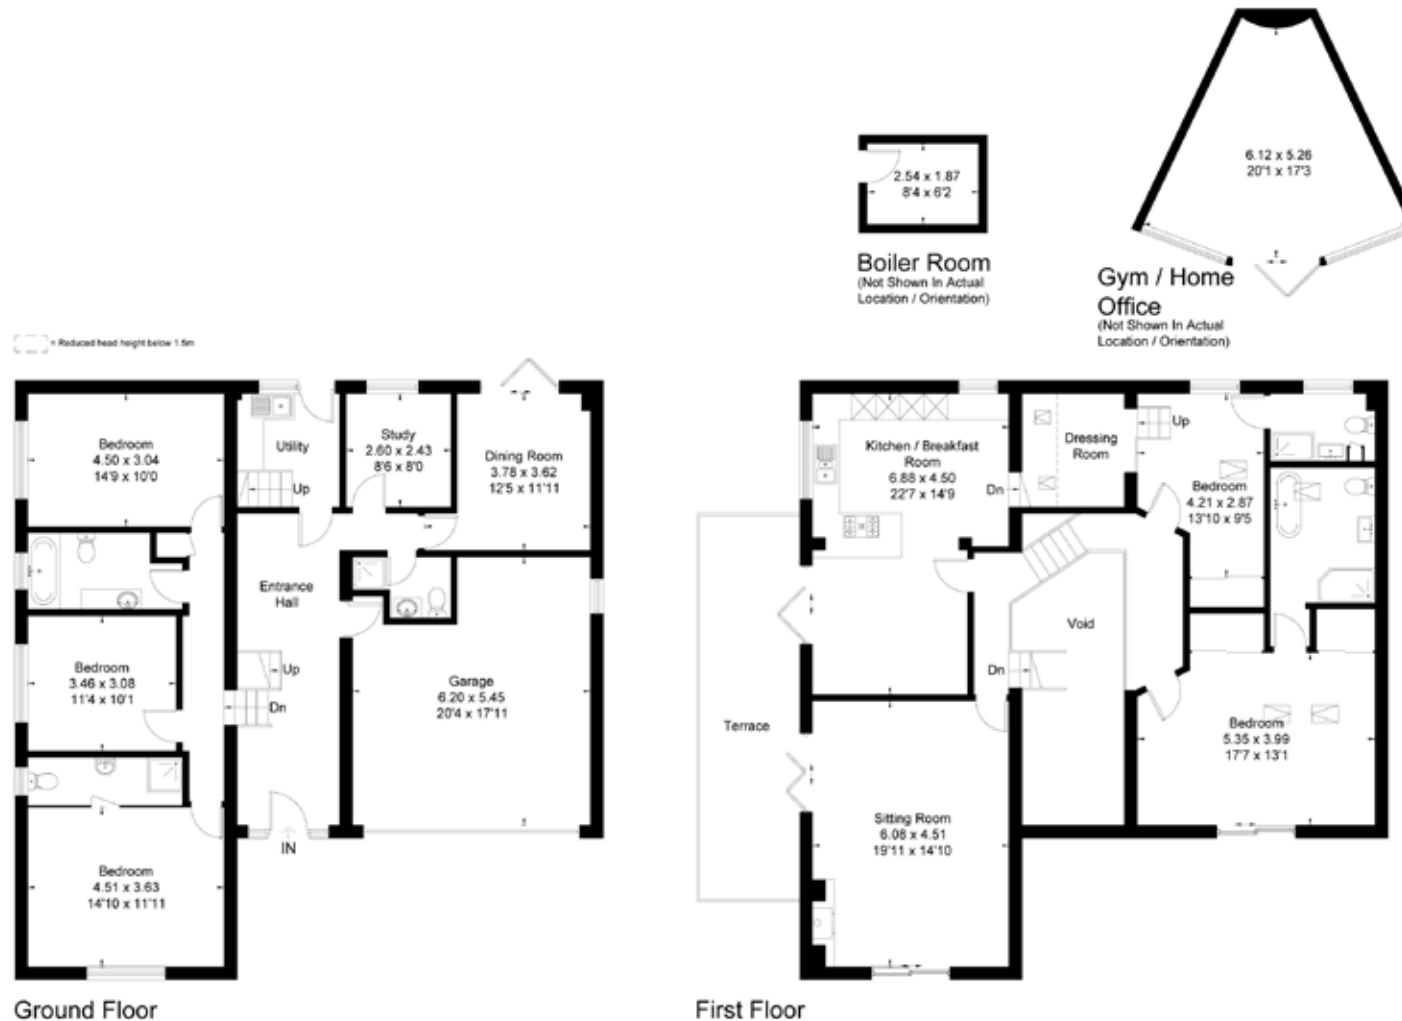 6.12 x 5.26
20'1 x 17'3
2.54 x 1.87
8'4 x 6'2
Boiler Room
(Not Shown In Actual
Location / Orientation)
Gym / Home
Office
(Not Shown In Actual
Location / Orientation)
= Reduced head height below 1.5m
Bedroom
4.50 x 3.04
14'9 x 10'0
Utility
Up
Study
2.60 x 2.43
8'6 x 8'0
Dining Room
3.78 x 3.62
12'5 x 11'11
Entrance
Hall
Bedroom
3.46 x 3.08
11'4 x 10'1
Up
Dn
Garage
6.20 x 5.45
20'4 x 17'11
IN
Bedroom
4.51 x 3.63
14'10 x 11'11
Ground Floor
Kitchen / Breakfast
Room
6.88 x 4.50
22'7 x 14'9
Dn
Dressing
Room
Up
Bedroom
4.21 x 2.87
13'10 x 9'5
Void
Dn
Terrace
Bedroom
5.35 x 3.99
17'7 x 13'1
Sitting Room
6.08 x 4.51
19'11 x 14'10
First Floor